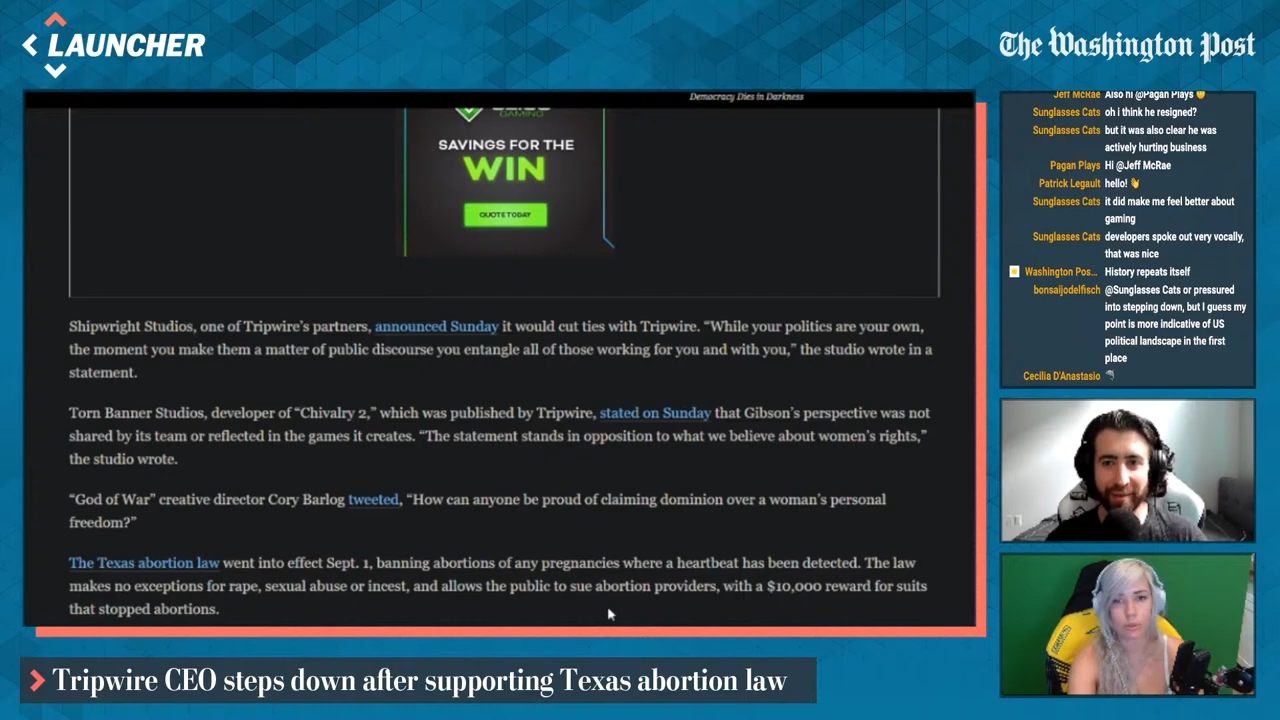 LAUNCHER
The Washington Post
Democracy Dies in Darkness
GAMING
SAVINGS FOR THE
WIN
QUOTE TODAY
Shipwright Studios, one of Tripwire’s partners, announced Sunday it would cut ties with Tripwire. “While your politics are your own,
the moment you make them a matter of public discourse you entangle all of those working for you and with you,” the studio wrote in a
statement.
Torn Banner Studios, developer of “Chivalry 2,” which was published by Tripwire, stated on Sunday that Gibson’s perspective was not
shared by its team or reflected in the games it creates. “The statement stands in opposition to what we believe about women’s rights,”
the studio wrote.
“God of War” creative director Cory Barlog tweeted, “How can anyone be proud of claiming dominion over a woman’s personal
freedom?”
The Texas abortion law went into effect Sept. 1, banning abortions of any pregnancies where a heartbeat has been detected. The law
makes no exceptions for rape, sexual abuse or incest, and allows the public to sue abortion providers, with a $10,000 reward for suits
that stopped abortions.
Jeff McRae Also hi @Pagan Plays
Sunglasses Cats oh i think he resigned?
Sunglasses Cats but it was also clear he was
actively hurting business
Pagan Plays Hi @Jeff McRae
Patrick Legault hello!
Sunglasses Cats it did make me feel better about
gaming
Sunglasses Cats developers spoke out very vocally,
that was nice
Washington Pos... History repeats itself
bonsaijodelfisch @Sunglasses Cats or pressured
into stepping down, but I guess my
point is more indicative of US
political landscape in the first
place
Cecilia D'Anastasio
Tripwire CEO steps down after supporting Texas abortion law